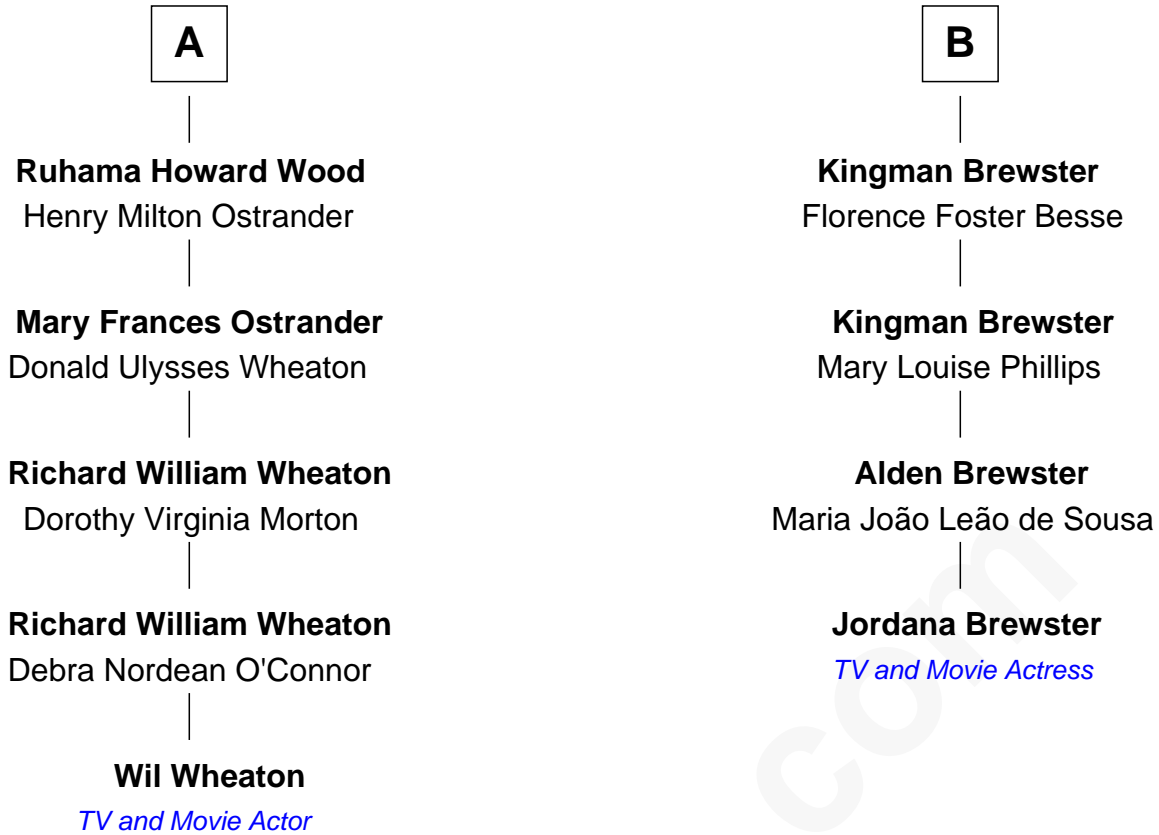 A
Ruhama Howard Wood
Henry Milton Ostrander
Mary Frances Ostrander
Donald Ulysses Wheaton
Richard William Wheaton
Dorothy Virginia Morton
Richard William Wheaton
Debra Nordean O'Connor
Wil Wheaton
TV and Movie Actor
B
Kingman Brewster
Florence Foster Besse
Kingman Brewster
Mary Louise Phillips
Alden Brewster
Maria João Leão de Sousa
Jordana Brewster
TV and Movie Actress
com